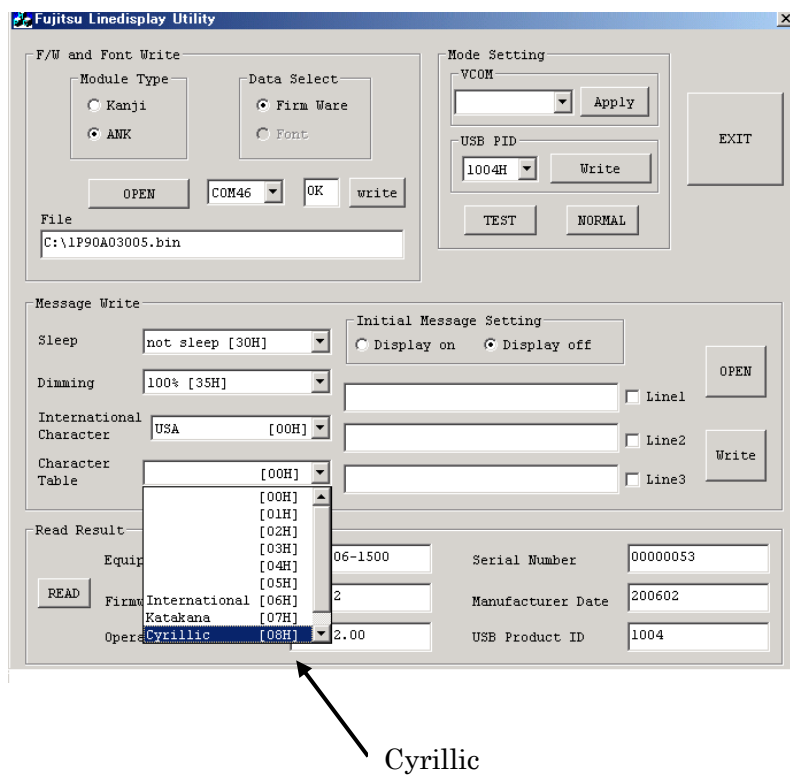 Fujitsu Linedisplay Utility
F/W and Font Write
Module Type
Kanji
ANK
Data Select
Firm Ware
Font
OPEN
COM46
OK
write
File
C:\1P90A03005.bin
Mode Setting
VCOM
Apply
USB PID
1004H
Write
TEST
NORMAL
EXIT
Message Write
Sleep
not sleep [30H]
Dimming
100% [35H]
International
Character
USA [00H]
Character
Table
[00H]
[00H]
[01H]
[02H]
[03H]
[04H]
[05H]
International [06H]
Katakana [07H]
Cyrillic [08H]
Initial Message Setting
Display on
Display off
Line1
Line2
Line3
OPEN
Write
Read Result
READ
06-1500
2
2.00
Serial Number
00000053
Manufacturer Date
200602
USB Product ID
1004
Cyrillic